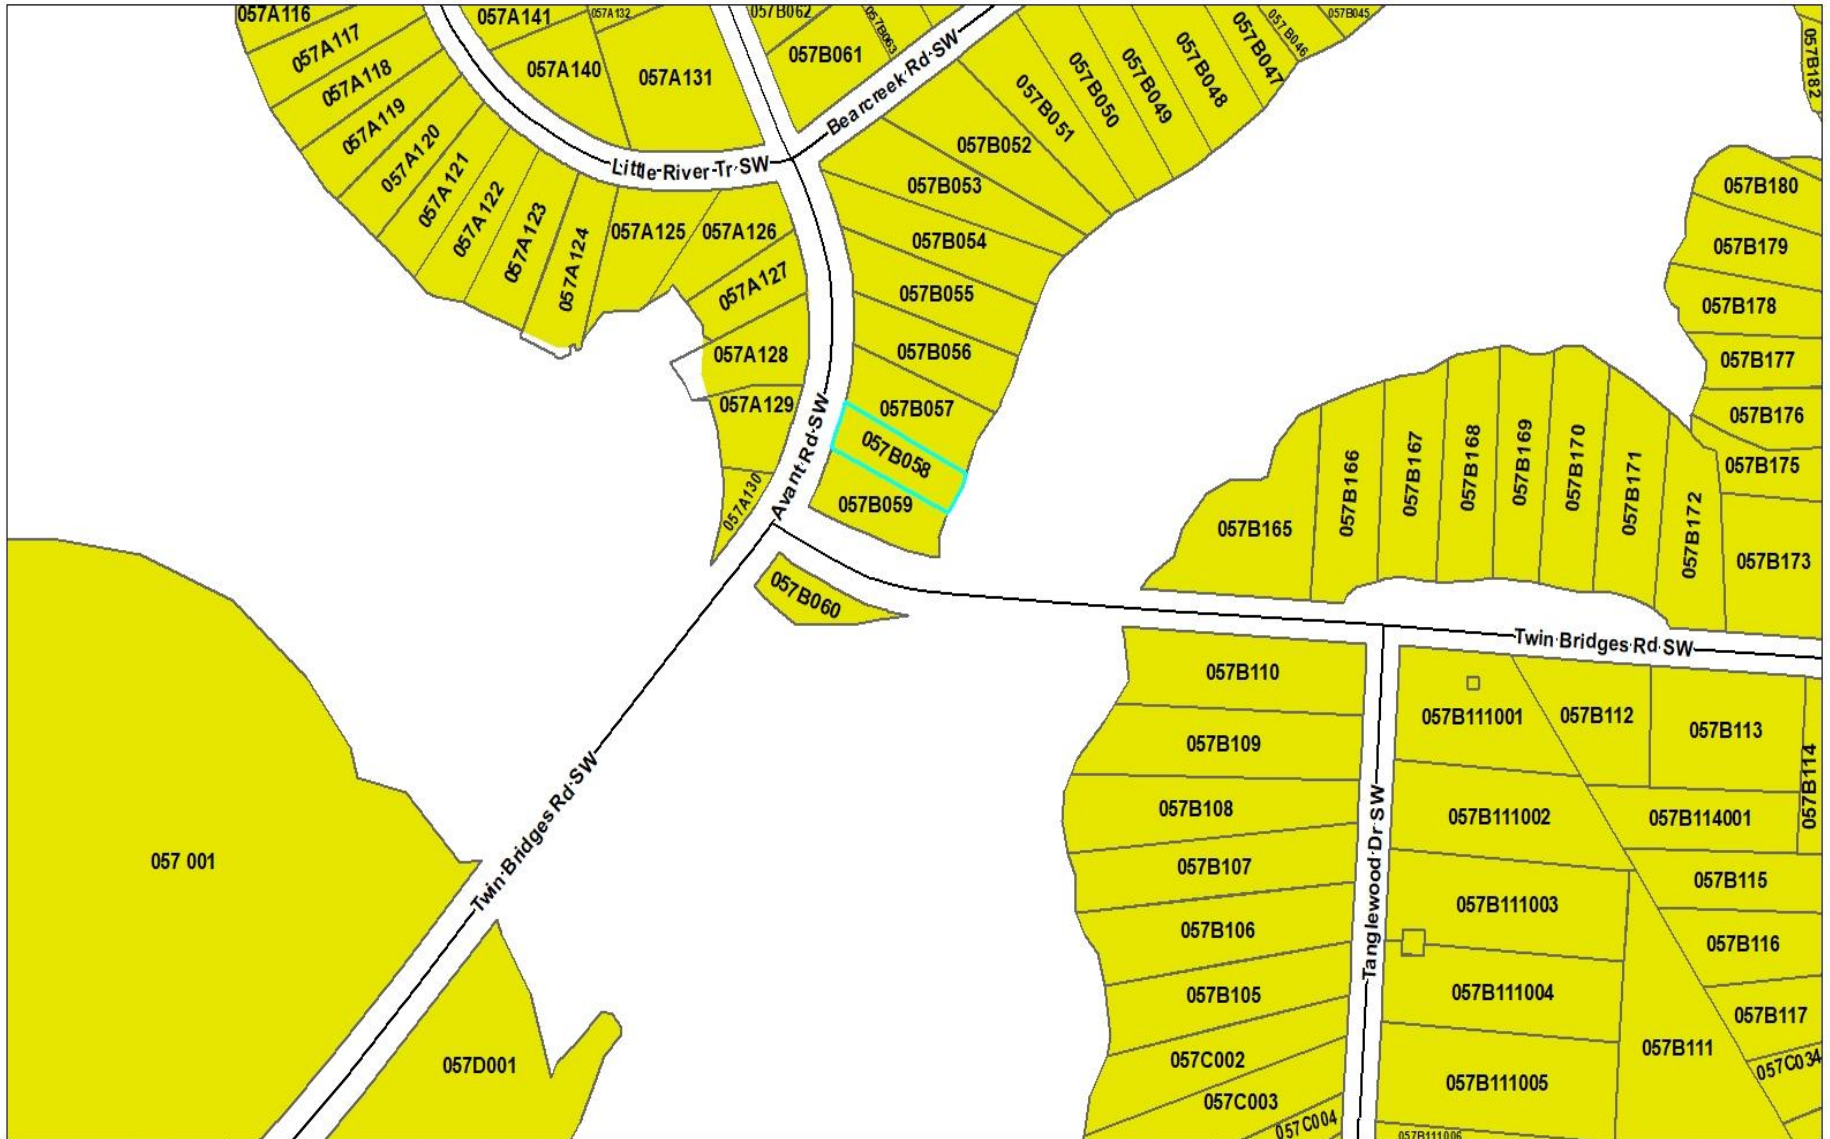 057A116
057A117
057A118
057A119
057A120
057A121
057A122
057A123
057A124
057A125
057A126
057A127
057A128
057A129
057A130
057A141
057A132
057A140
057A131
057B062
057B061
057B063
Bearcreek Rd SW
Little River Tr SW
057B045
057B046
057B047
057B048
057B049
057B050
057B051
057B052
057B053
057B054
057B055
057B056
057B057
057B058
057B059
Avant Rd SW
057B060
057B182
057B180
057B179
057B178
057B177
057B176
057B175
057B173
057B165
057B166
057B167
057B168
057B169
057B170
057B171
057B172
Twin Bridges Rd SW
057 001
Twin Bridges Rd SW
057D001
057B110
057B109
057B108
057B107
057B106
057B105
057C002
057C003
057C004
Tanglewood Dr SW
057B111001
057B112
057B113
057B114
057B111002
057B114001
057B115
057B111003
057B116
057B111004
057B117
057B111
057C034
057B111005
057B111006